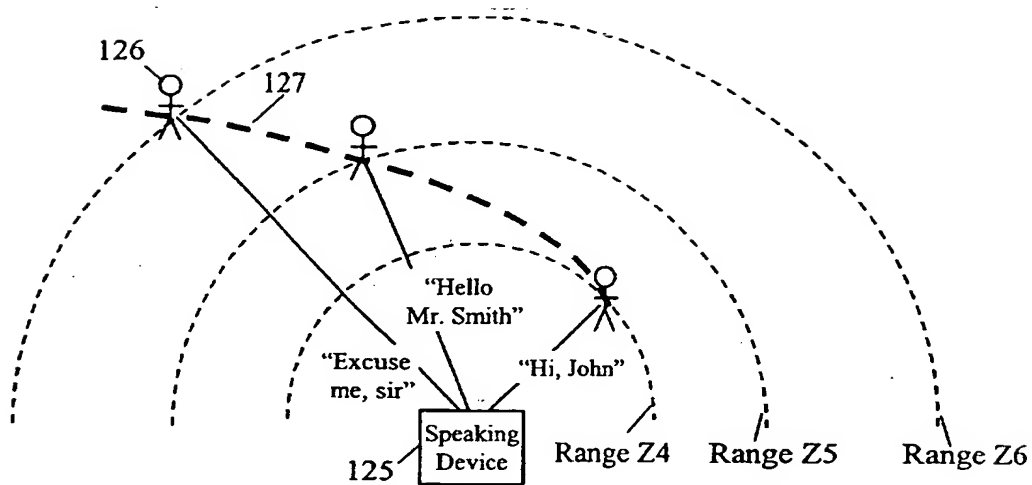 126
127
“Hello
Mr. Smith”
“Excuse
me, sir”
“Hi, John”
Speaking
Device
125
Range Z4
Range Z5
Range Z6